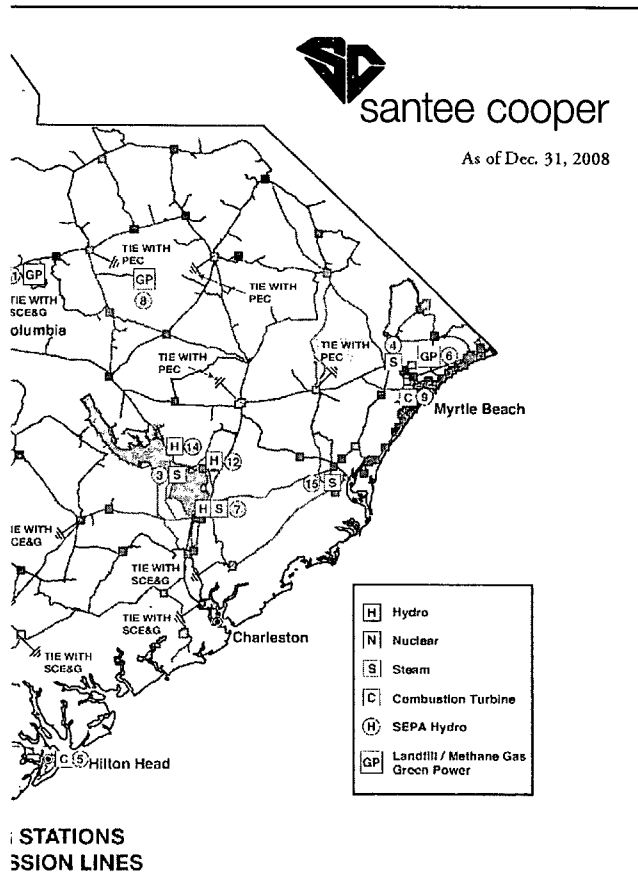 SC
santee cooper
As of Dec. 31, 2008
TIE WITH
PEC
GP
8
TIE WITH
PEC
GP
TIE WITH
SCE&G
olumbia
TIE WITH
PEC
TIE WITH
PEC
4
S
GP
6
C
9
Myrtle Beach
H
14
H
12
3
S
15
S
H
S
7
TIE WITH
SCE&G
TIE WITH
SCE&G
TIE WITH
SCE&G
Charleston
TIE WITH
SCE&G
C
5
Hilton Head
H Hydro
N Nuclear
S Steam
C Combustion Turbine
H SEPA Hydro
GP Landfill / Methane Gas
Green Power
STATIONS
SSION LINES